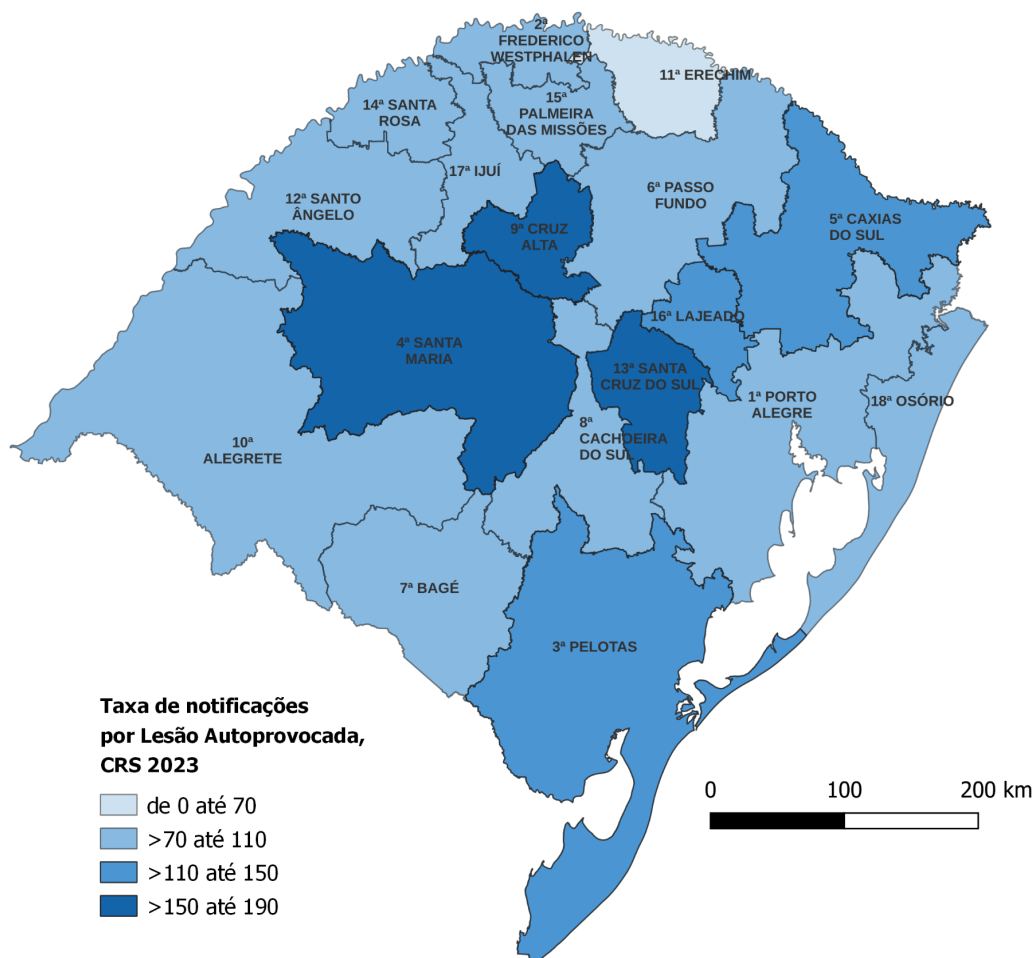 2ª
FREDERICO
WESTPHALEN
11ª ERECHIM
14ª SANTA
ROSA
15ª
PALMEIRA
DAS MISSÕES
17ª IJUÍ
6ª PASSO
FUNDO
12ª SANTO
ÂNGELO
9ª CRUZ
ALTA
5ª CAXIAS
DO SUL
16ª LAJEADO
4ª SANTA
MARIA
13ª SANTA
CRUZ DO SUL
1ª PORTO
ALEGRE
18ª OSÓRIO
8ª
CACHOEIRA
DO SUL
10ª
ALEGRETE
7ª BAGÉ
3ª PELOTAS
Taxa de notificações
por Lesão Autoprovocada,
CRS 2023
de 0 até 70
>70 até 110
>110 até 150
>150 até 190
0 100 200 km